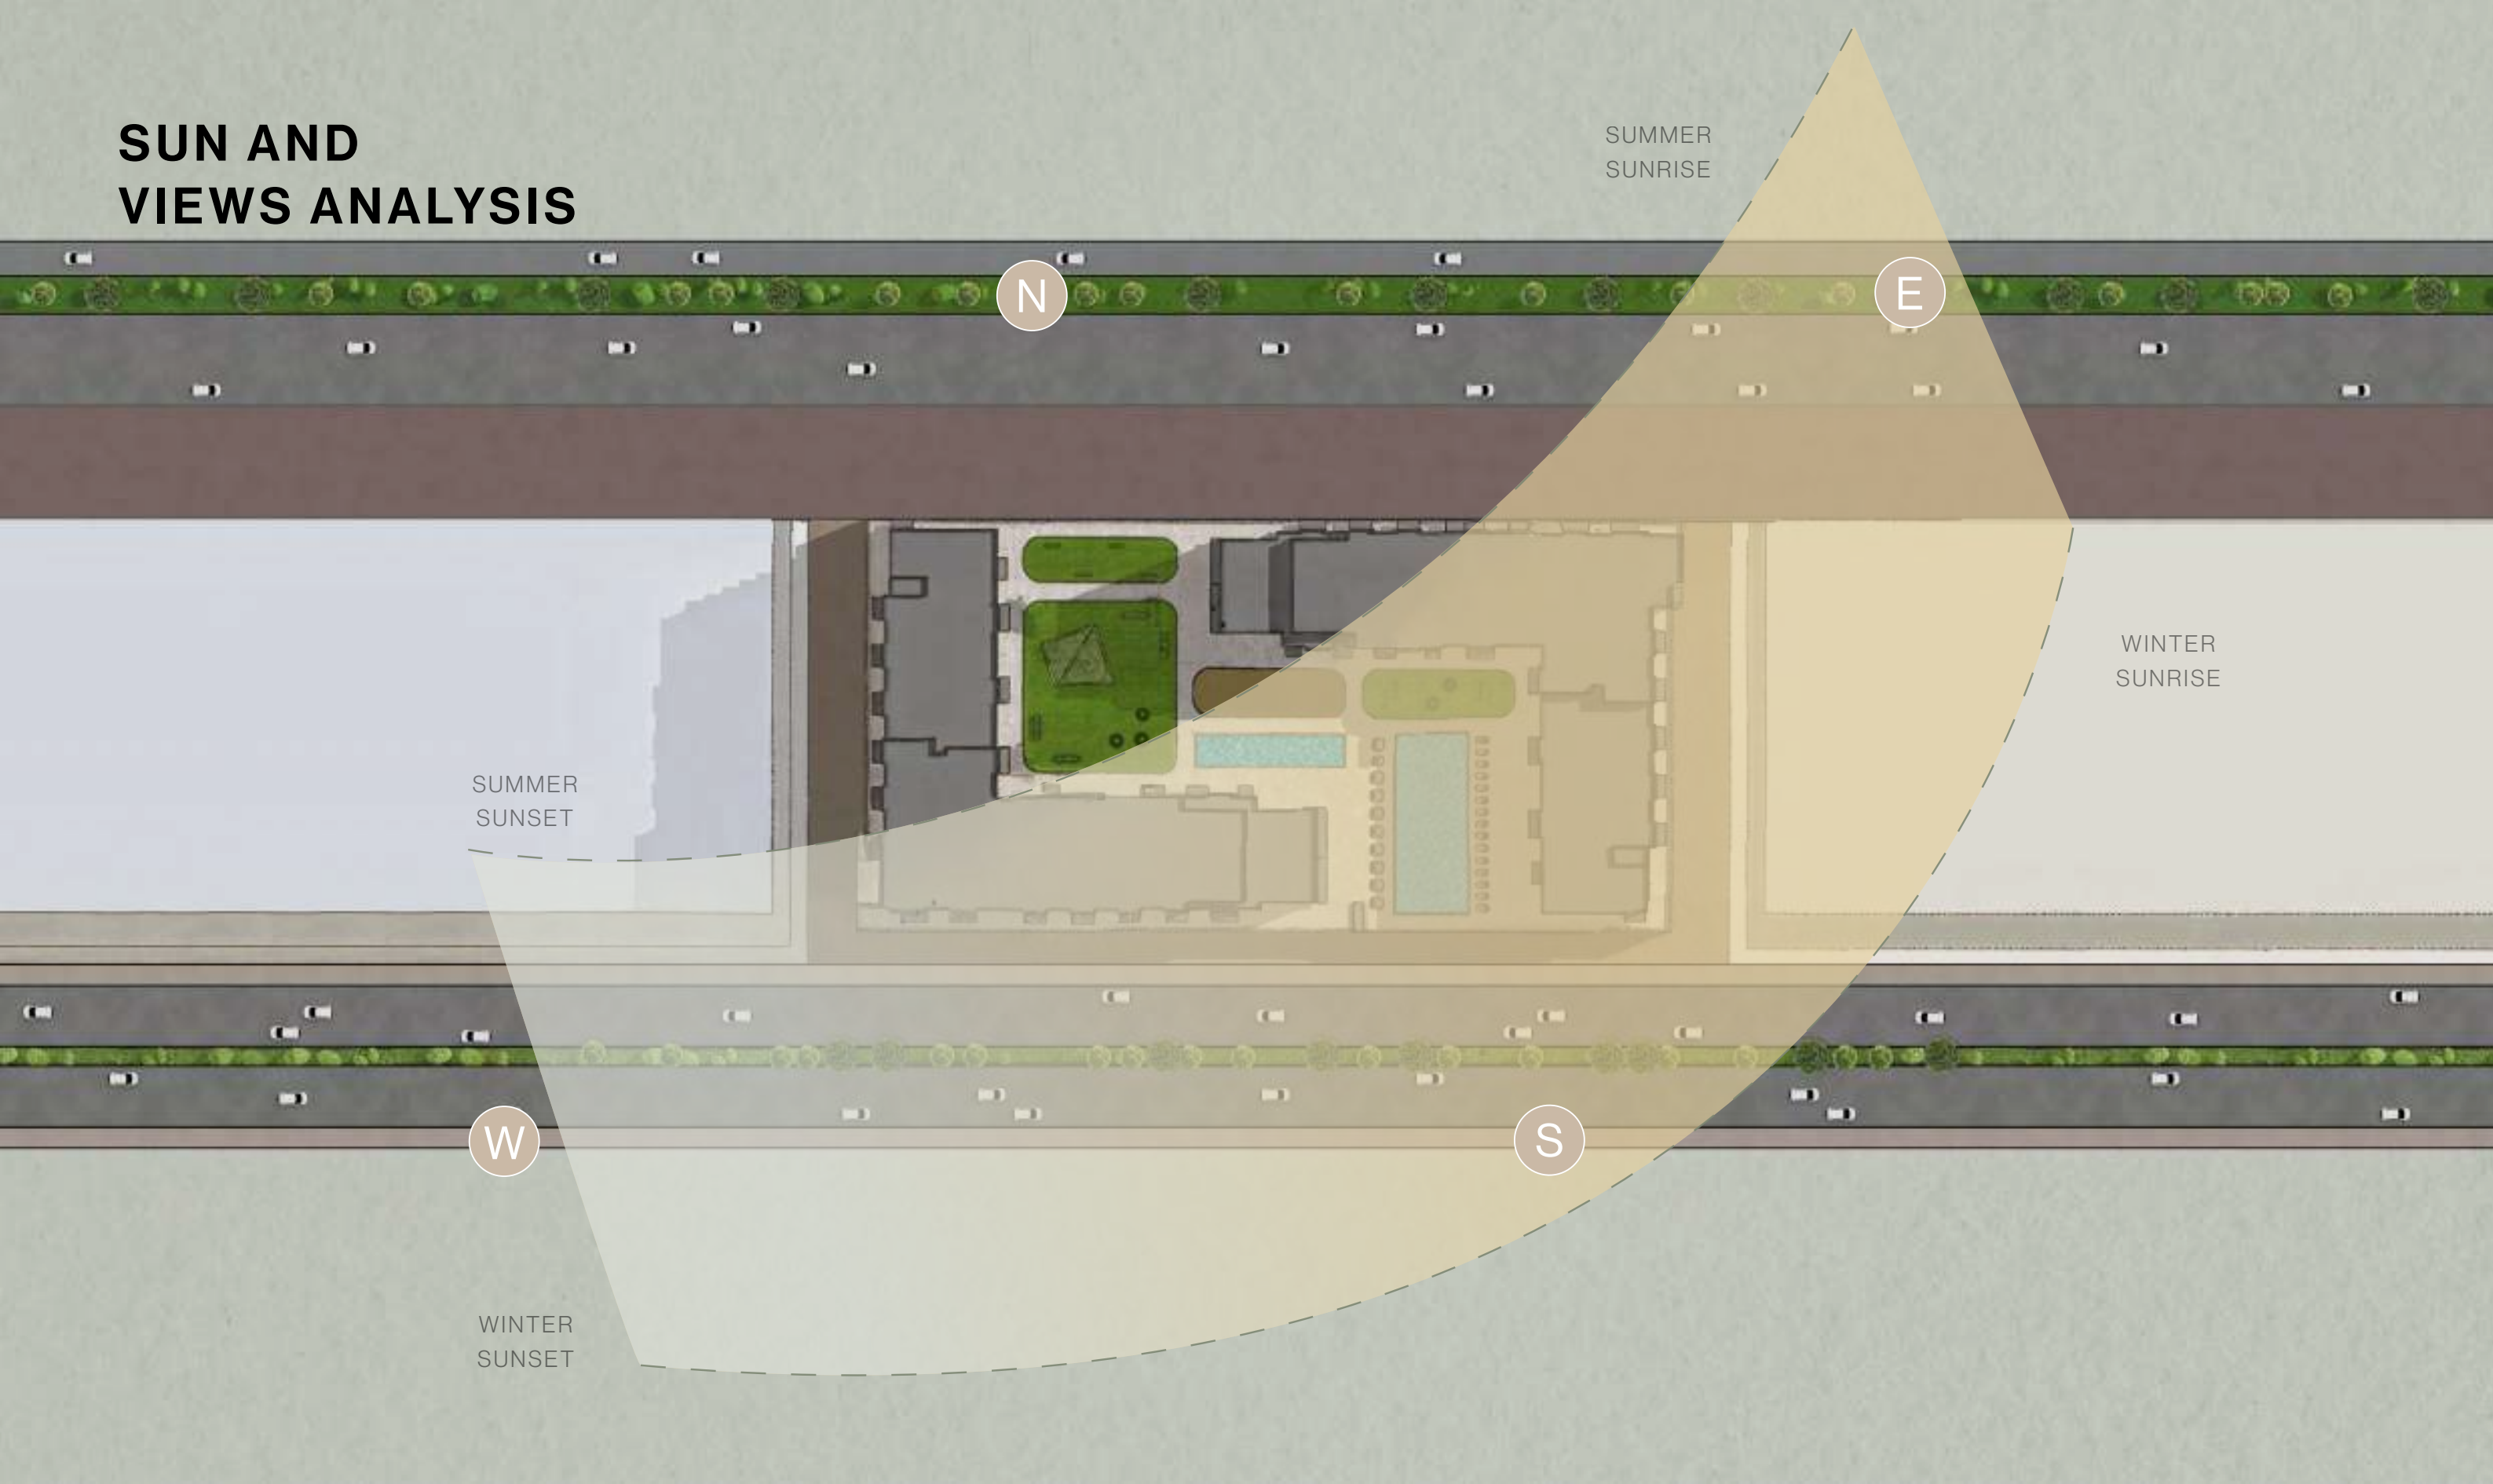 SUN AND
VIEWS ANALYSIS
SUMMER
SUNRISE
N
E
WINTER
SUNRISE
SUMMER
SUNSET
W
S
WINTER
SUNSET